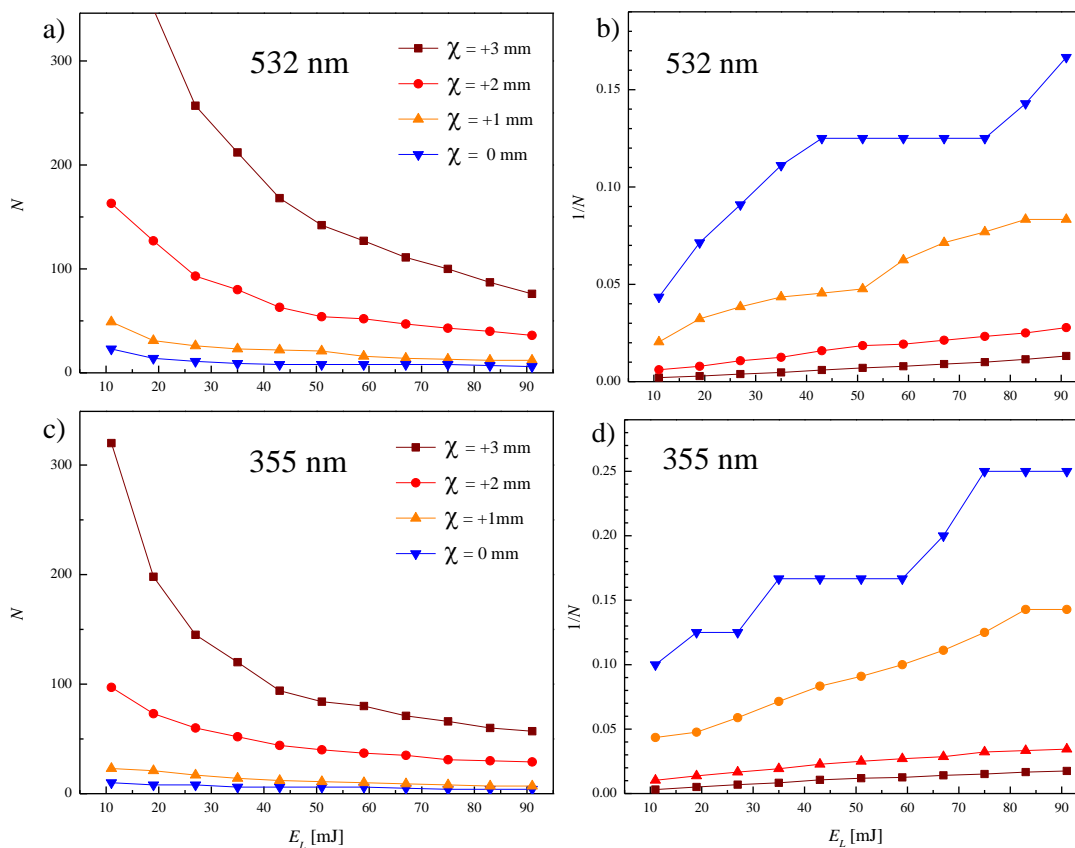 a)
532 nm
χ = +3 mm
χ = +2 mm
χ = +1 mm
χ = 0 mm
N
300
200
100
0
10 20 30 40 50 60 70 80 90
b)
532 nm
1/N
0.15
0.10
0.05
0.00
10 20 30 40 50 60 70 80 90
c)
355 nm
χ = +3 mm
χ = +2 mm
χ = +1mm
χ = 0 mm
N
300
200
100
0
10 20 30 40 50 60 70 80 90
E_L [mJ]
d)
355 nm
1/N
0.25
0.20
0.15
0.10
0.05
0.00
10 20 30 40 50 60 70 80 90
E_L [mJ]